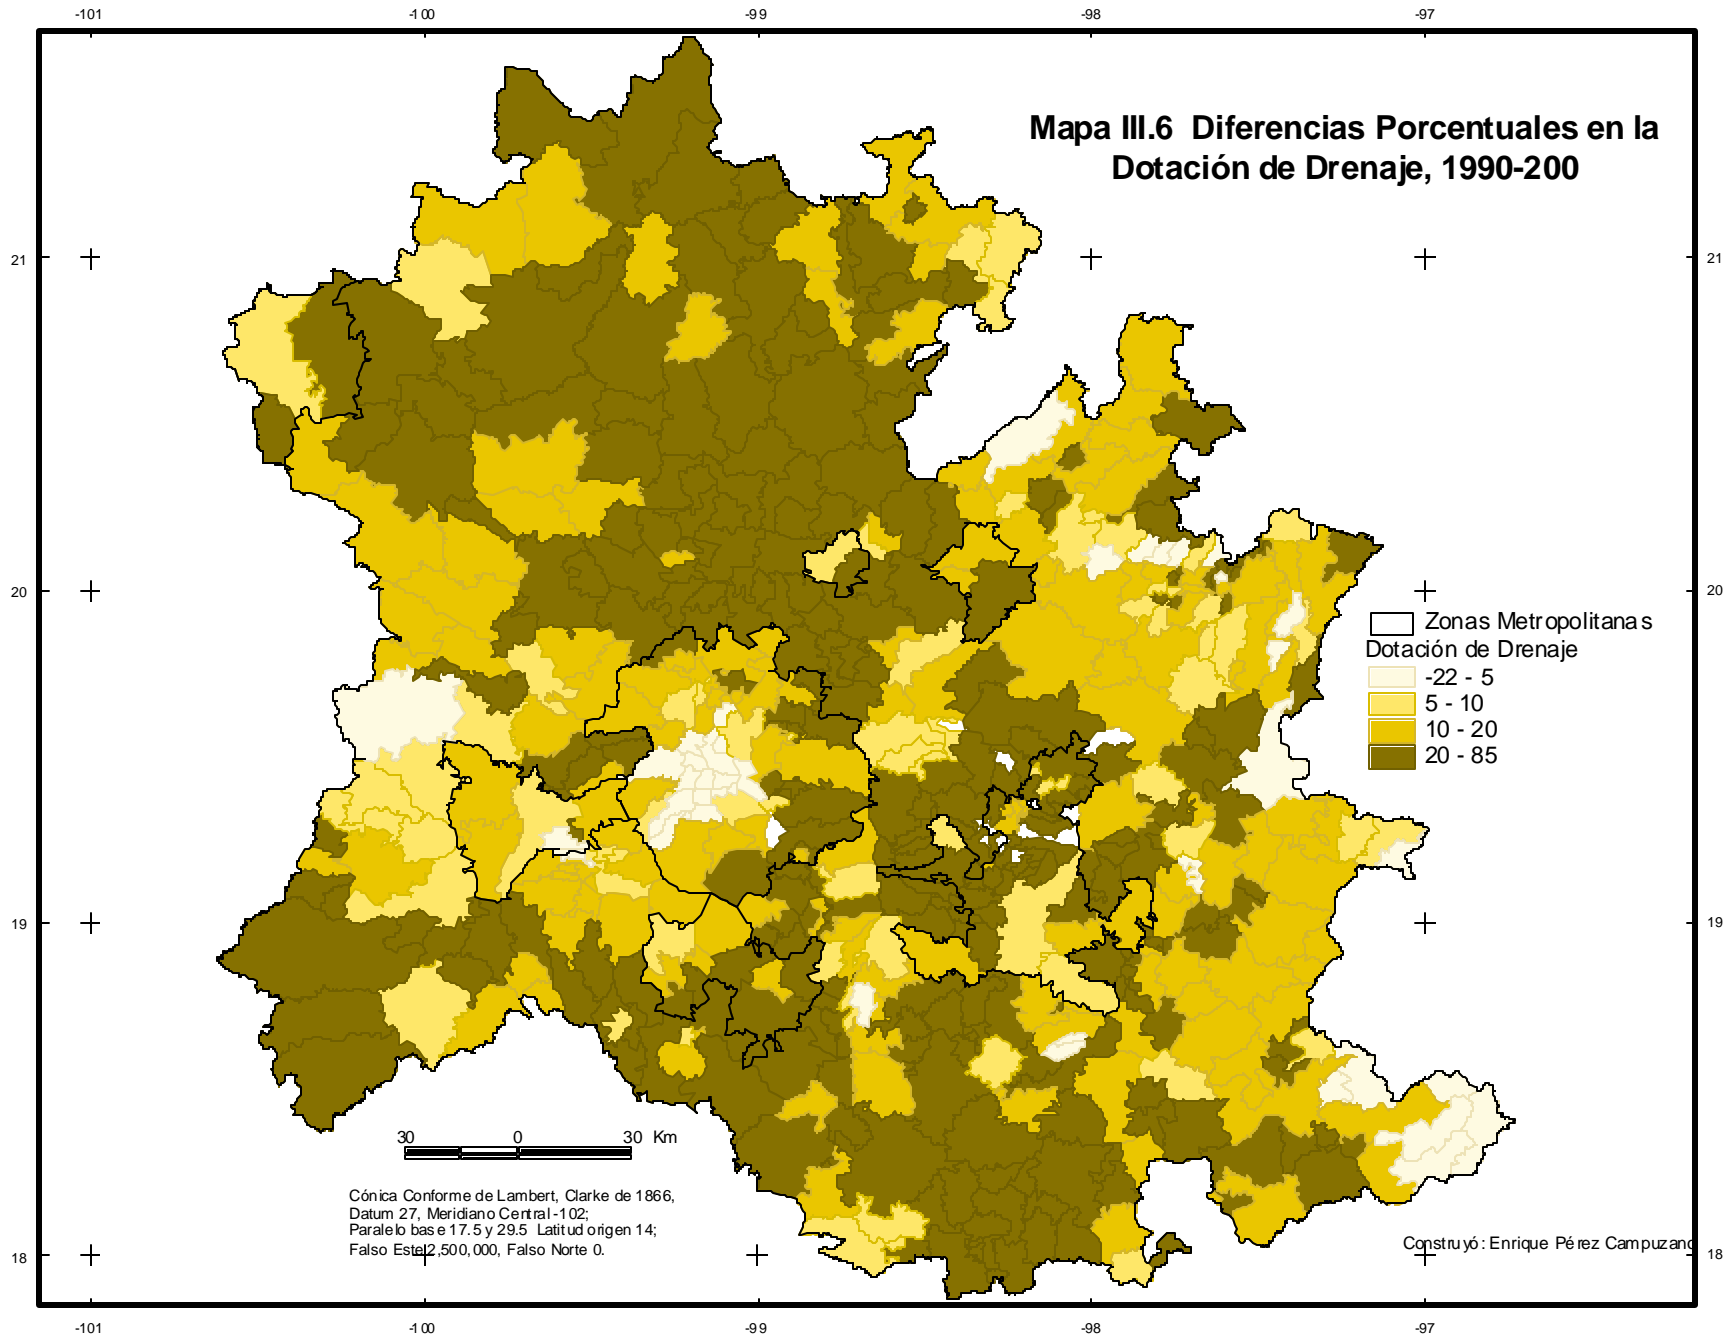 -101 -100 -99 -98 -97
Mapa III.6 Diferencias Porcentuales en la
Dotación de Drenaje, 1990-200
21 21
20 20
Zonas Metropolitanas
Dotación de Drenaje
-22 - 5
5 - 10
10 - 20
20 - 85
19 19
30 0 30 Km
Cónica Conforme de Lambert, Clarke de 1866,
Datum 27, Meridiano Central -102;
Paralelo base 17.5 y 29.5 Latitud origen 14;
Falso Este 2,500,000, Falso Norte 0.
Construyó: Enrique Pérez Campuzano
18 18
-101 -100 -99 -98 -97